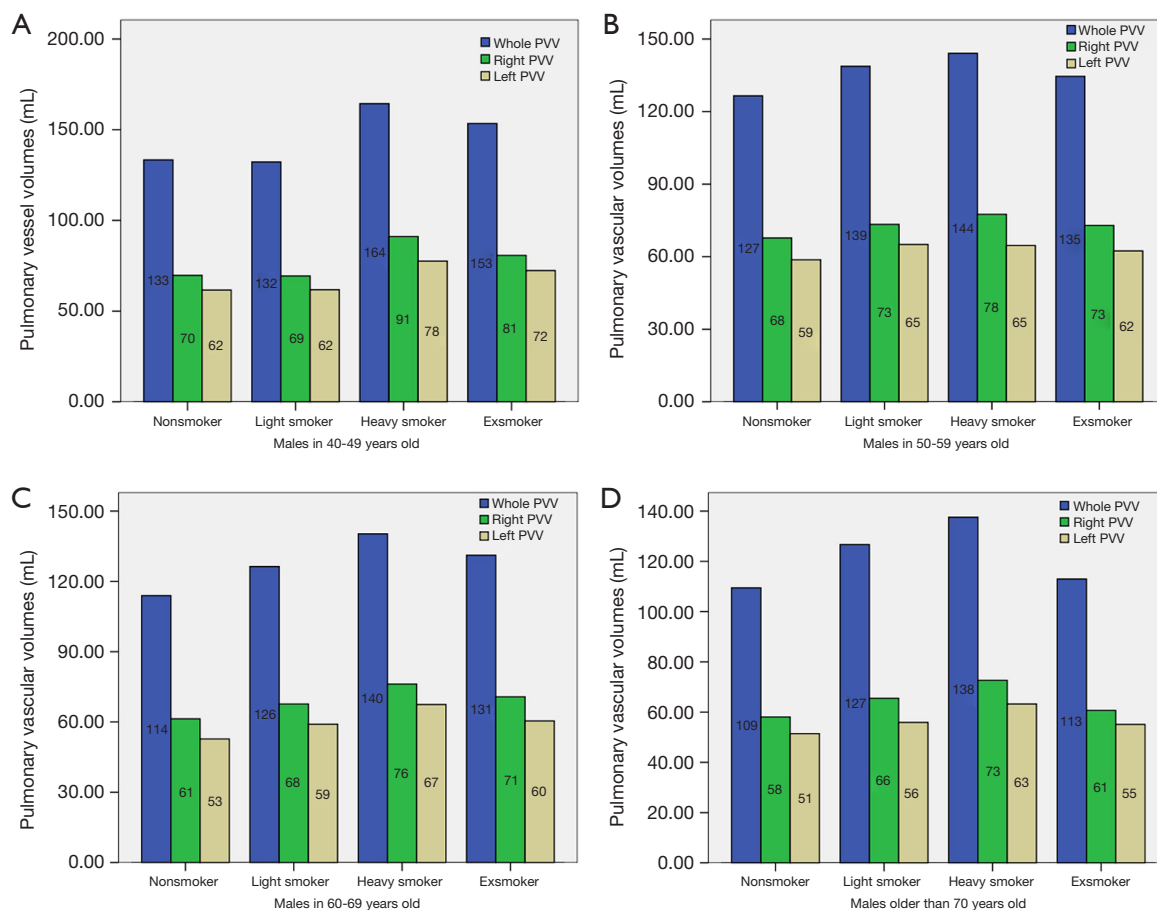 A
Pulmonary vessel volumes (mL)
200.00
150.00
100.00
50.00
0.00
Whole PVV
Right PVV
Left PVV
133 70 62
132 69 62
164 91 78
153 81 72
Nonsmoker Light smoker Heavy smoker Exsmoker
Males in 40-49 years old
B
Pulmonary vascular volumes (mL)
150.00
120.00
90.00
60.00
30.00
0.00
Whole PVV
Right PVV
Left PVV
127 68 59
139 73 65
144 78 65
135 73 62
Nonsmoker Light smoker Heavy smoker Exsmoker
Males in 50-59 years old
C
Pulmonary vascular volumes (mL)
150.00
120.00
90.00
60.00
30.00
0.00
Whole PVV
Right PVV
Left PVV
114 61 53
126 68 59
140 76 67
131 71 60
Nonsmoker Light smoker Heavy smoker Exsmoker
Males in 60-69 years old
D
Pulmonary vascular volumes (mL)
140.00
120.00
100.00
80.00
60.00
40.00
20.00
0.00
Whole PVV
Right PVV
Left PVV
109 58 51
127 66 56
138 73 63
113 61 55
Nonsmoker Light smoker Heavy smoker Exsmoker
Males older than 70 years old